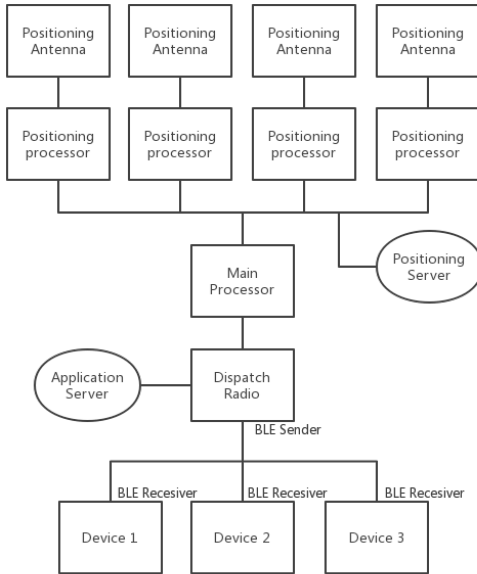 Positioning Antenna
Positioning Antenna
Positioning Antenna
Positioning Antenna
Positioning processor
Positioning processor
Positioning processor
Positioning processor
Positioning Server
Main Processor
Application Server
Dispatch Radio
BLE Sender
BLE Recesiver
BLE Recesiver
BLE Recesiver
Device 1
Device 2
Device 3